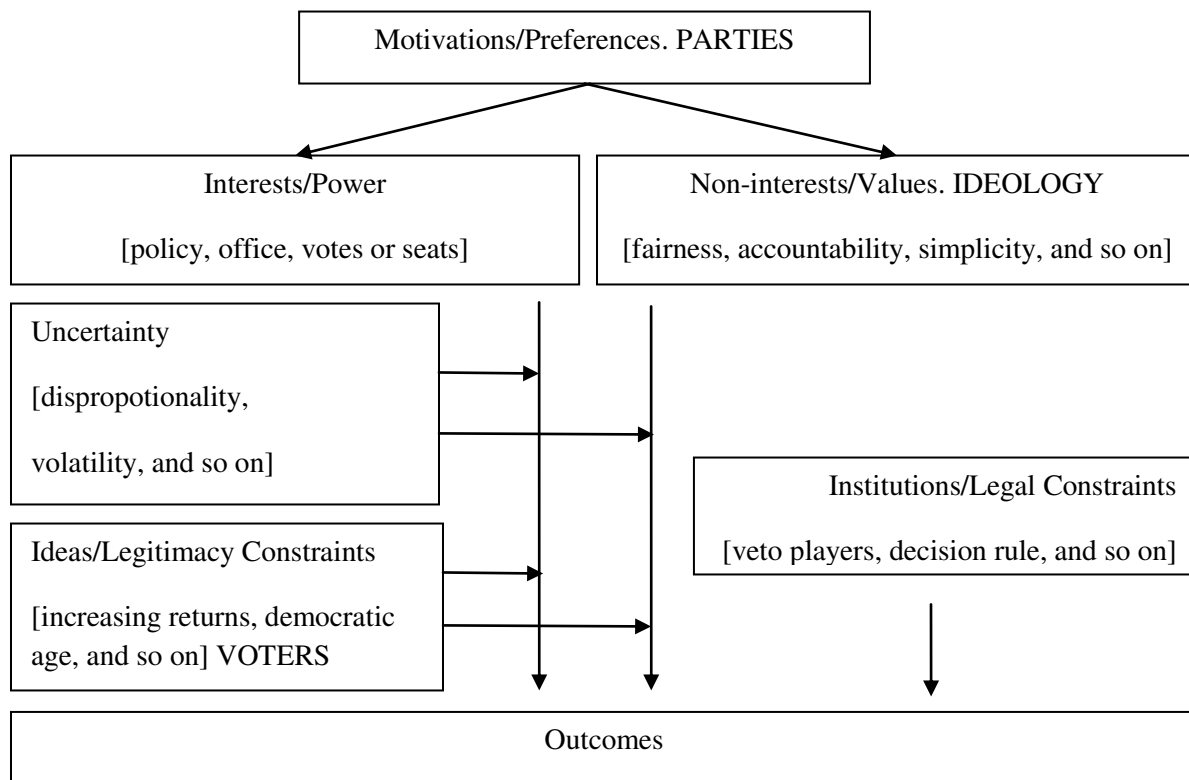 Motivations/Preferences. PARTIES
Interests/Power
[policy, office, votes or seats]
Non-interests/Values. IDEOLOGY
[fairness, accountability, simplicity, and so on]
Uncertainty
[dispropotionality,
volatility, and so on]
Institutions/Legal Constraints
[veto players, decision rule, and so on]
Ideas/Legitimacy Constraints
[increasing returns, democratic
age, and so on] VOTERS
Outcomes